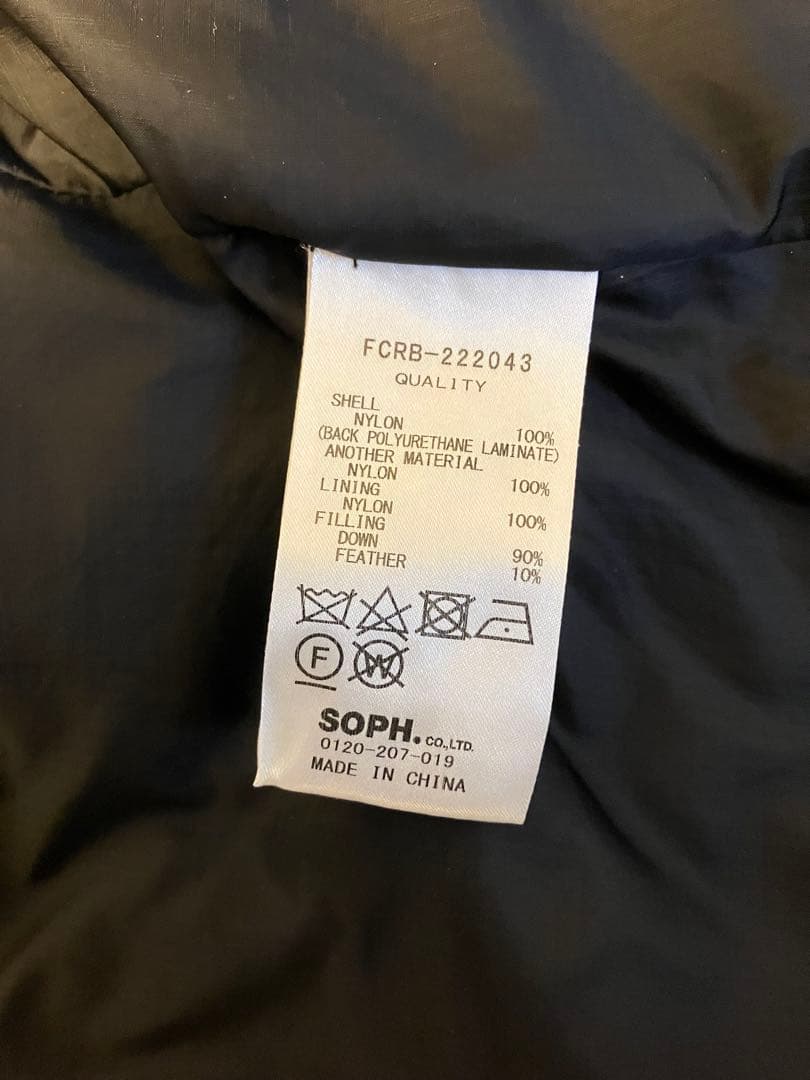 FCRB-222043
QUALITY
SHELL
NYLON 100%
(BACK POLYURETHANE LAMINATE)
ANOTHER MATERIAL
NYLON 100%
LINING
NYLON 100%
FILLING
DOWN 90%
FEATHER 10%
F W
SOPH. CO.,LTD.
0120-207-019
MADE IN CHINA